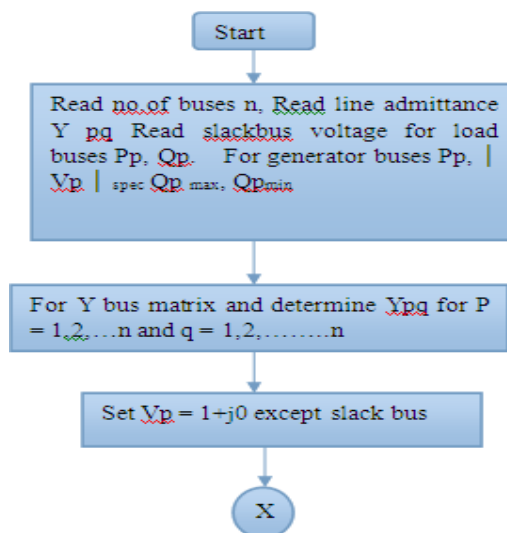 Start
Read no.of buses n, Read line admittance
Y pq Read slackbus voltage for load
buses Pp, Qp. For generator buses Pp, |
Vp | spec Qp max, Qpmin
For Y bus matrix and determine Ypq for P
= 1,2,...n and q = 1,2,........n
Set Vp = 1+j0 except slack bus
X